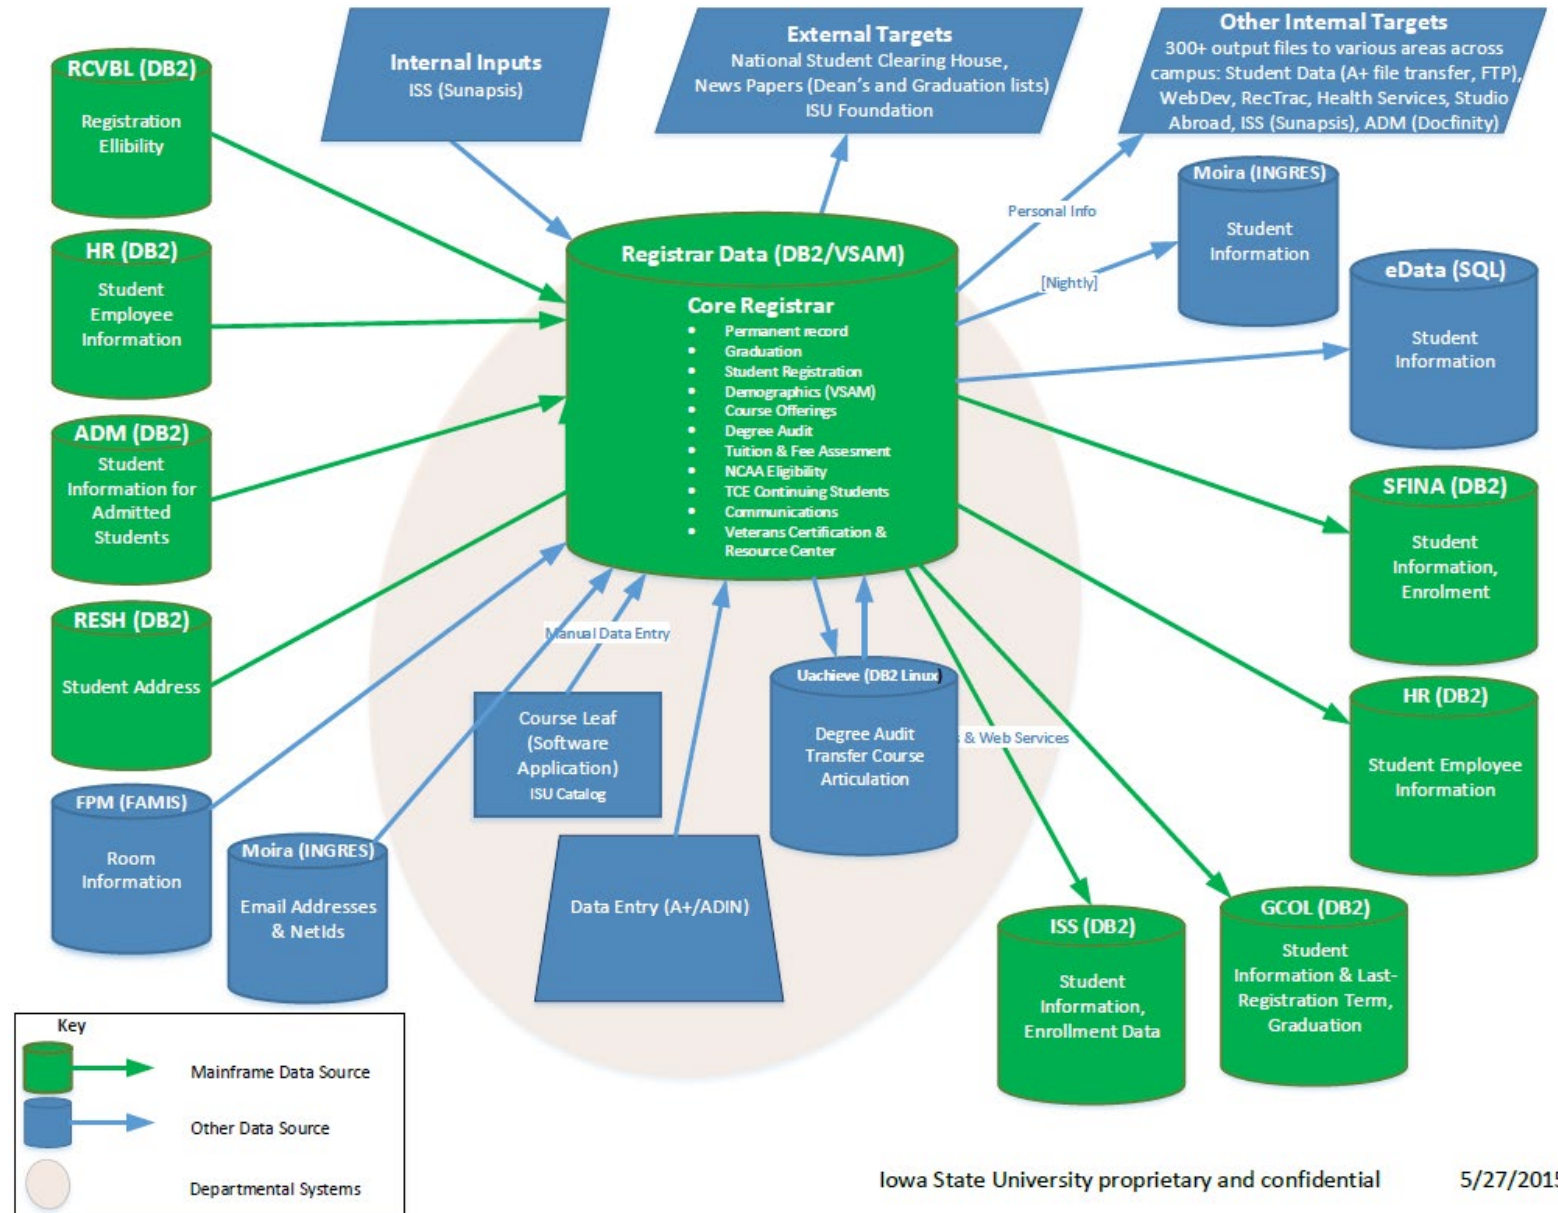 Internal Inputs
ISS (Sunapsis)
External Targets
National Student Clearing House,
News Papers (Dean's and Graduation lists)
ISU Foundation
Other Internal Targets
300+ output files to various areas across
campus: Student Data (A+ file transfer, FTP),
WebDev, RecTrac, Health Services, Studio
Abroad, ISS (Sunapsis), ADM (Docfinity)
RCVBL (DB2)
Registration
Ellibility
HR (DB2)
Student
Employee
Information
ADM (DB2)
Student
Information for
Admitted
Students
RESH (DB2)
Student Address
FPM (FAMIS)
Room
Information
Moira (INGRES)
Email Addresses
& NetIds
Registrar Data (DB2/VSAM)
Core Registrar
• Permanent record
• Graduation
• Student Registration
• Demographics (VSAM)
• Course Offerings
• Degree Audit
• Tuition & Fee Assesment
• NCAA Eligibility
• TCE Continuing Students
• Communications
• Veterans Certification &
Resource Center
Personal Info
[Nightly]
Moira (INGRES)
Student
Information
eData (SQL)
Student
Information
SFINA (DB2)
Student
Information,
Enrolment
HR (DB2)
Student Employee
Information
Manual Data Entry
Course Leaf
(Software
Application)
ISU Catalog
Uachieve (DB2 Linux)
Degree Audit
Transfer Course
Articulation
s & Web Services
Data Entry (A+/ADIN)
ISS (DB2)
Student
Information,
Enrollment Data
GCOL (DB2)
Student
Information & Last-
Registration Term,
Graduation
Key
Mainframe Data Source
Other Data Source
Departmental Systems
Iowa State University proprietary and confidential 5/27/2015